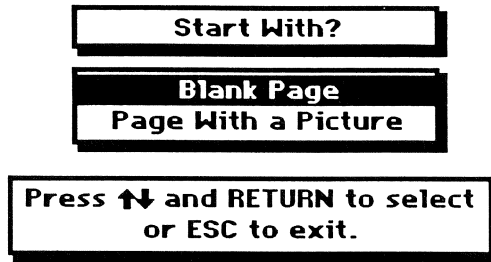 Start With?
Blank Page
Page With a Picture
Press ↑↓ and RETURN to select
or ESC to exit.